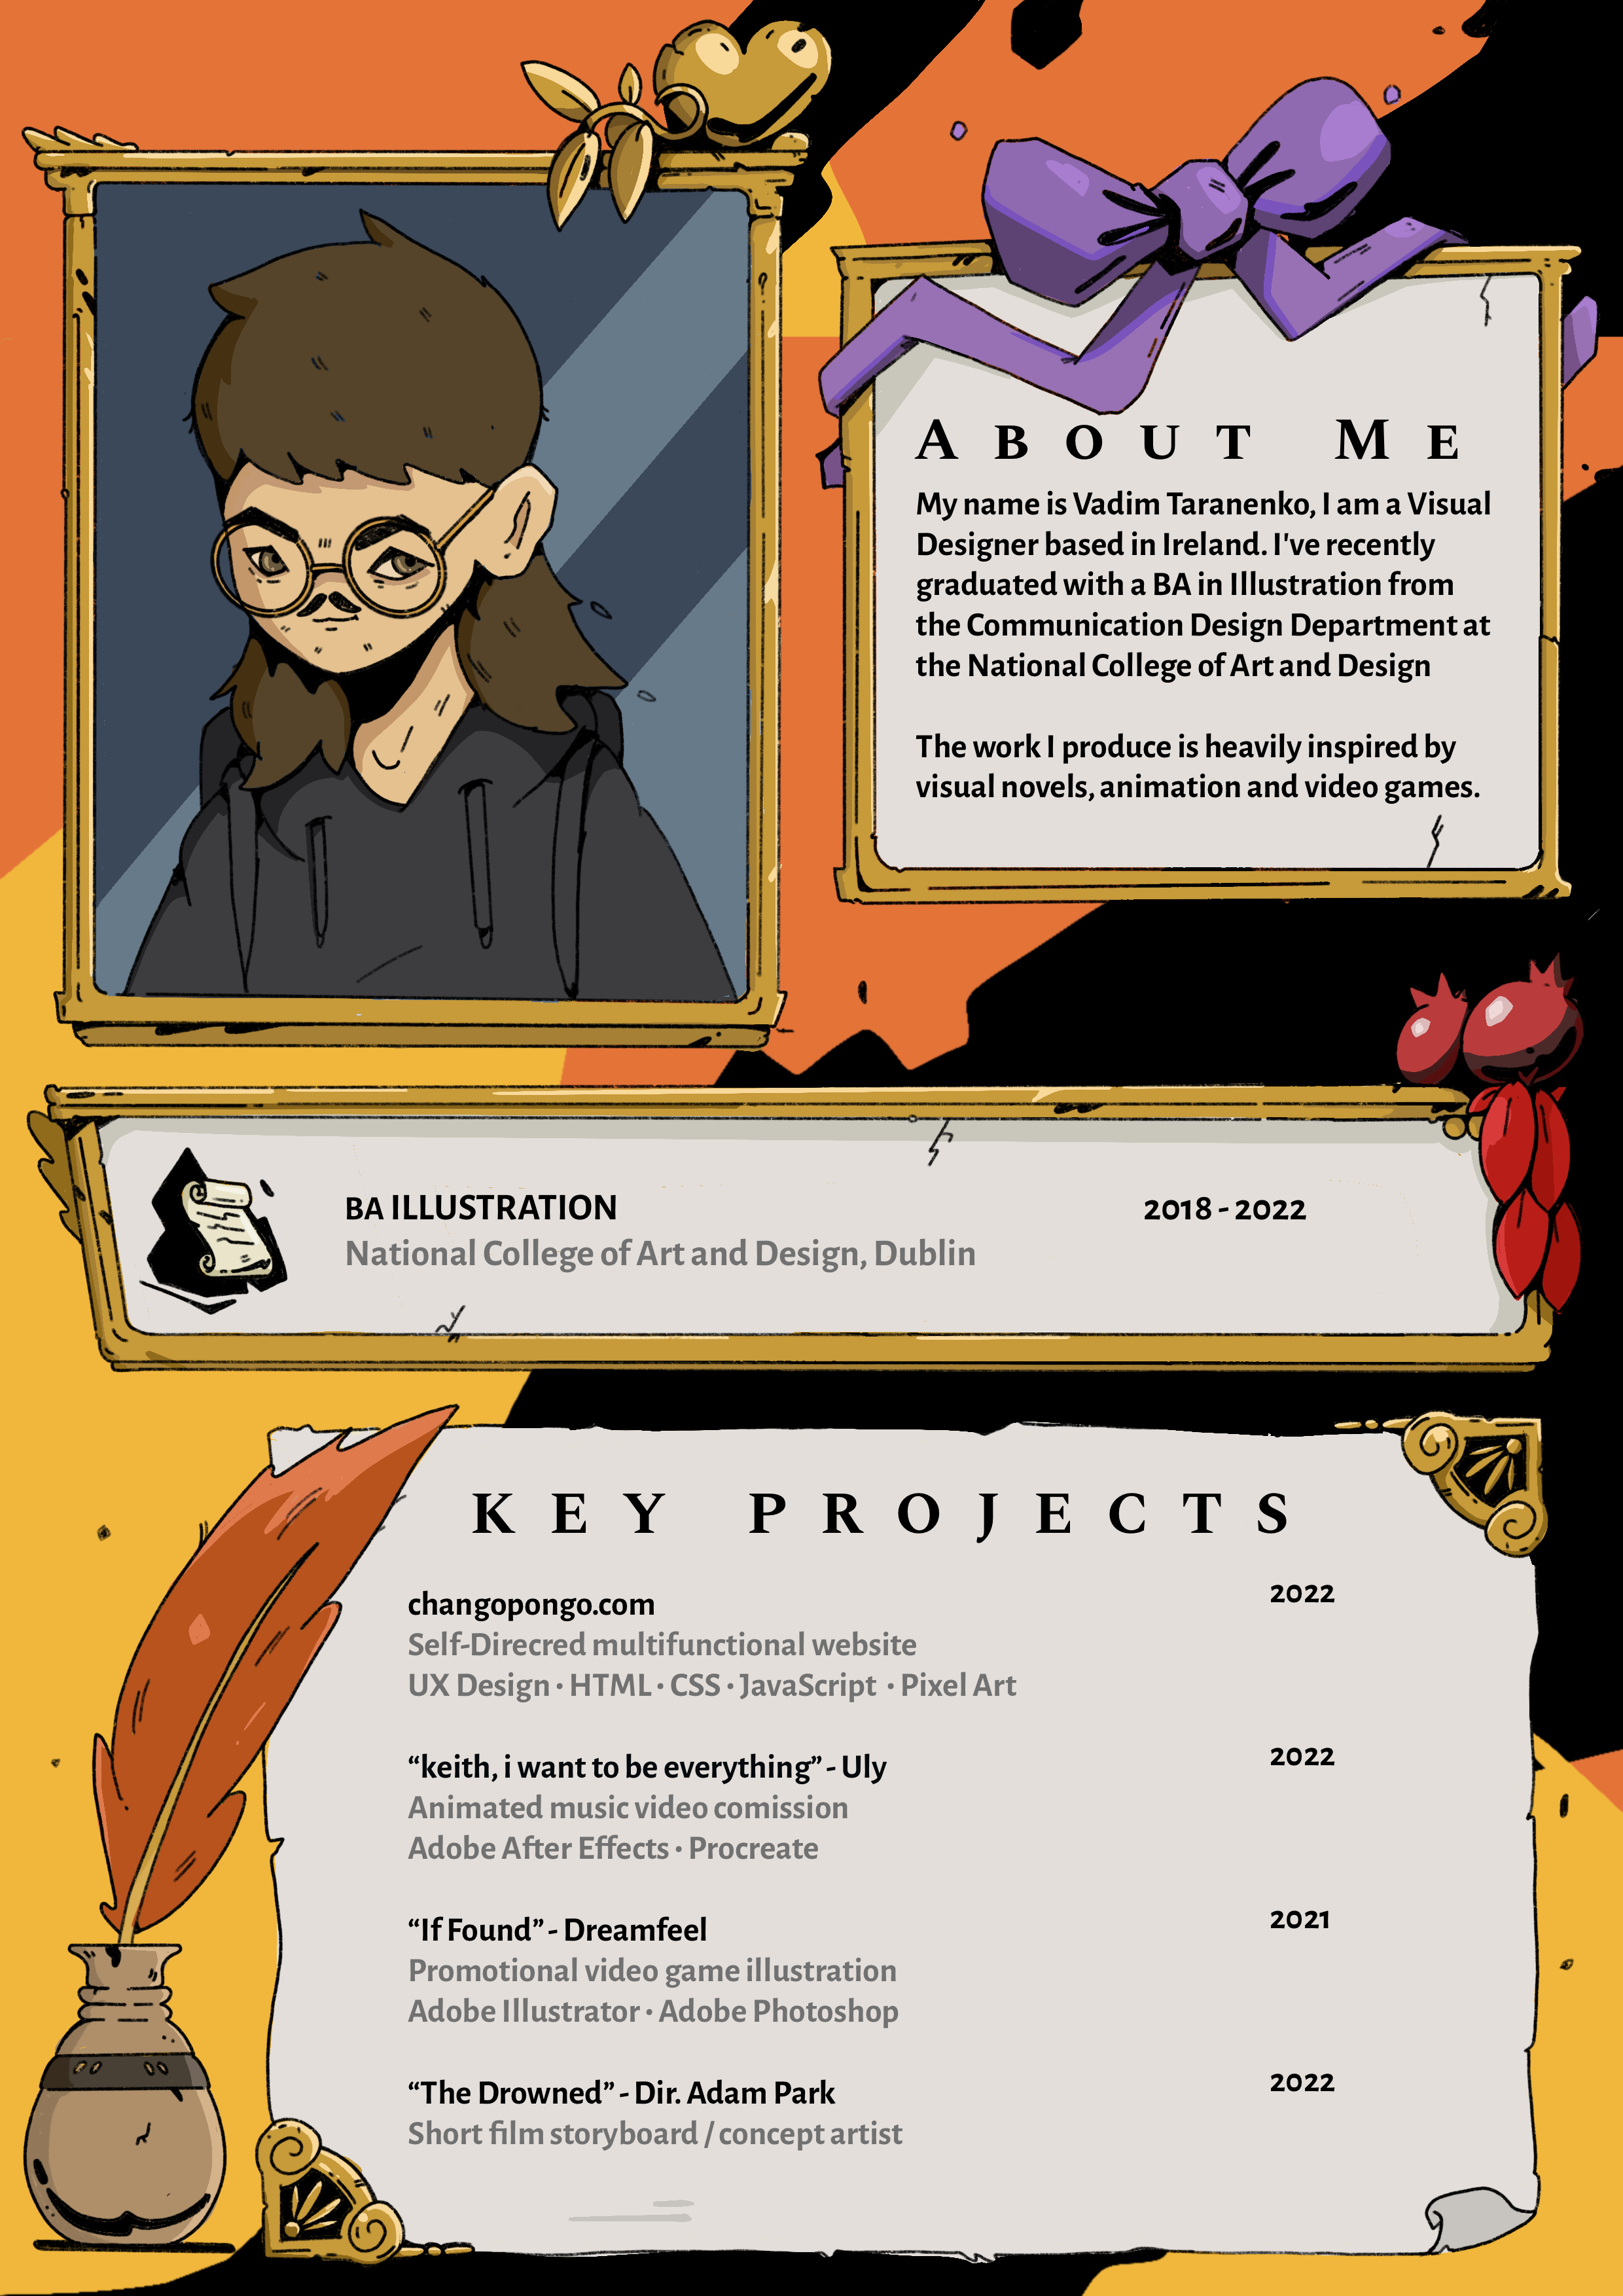 About Me
My name is Vadim Taranenko, I am a Visual
Designer based in Ireland. I've recently
graduated with a BA in Illustration from
the Communication Design Department at
the National College of Art and Design
The work I produce is heavily inspired by
visual novels, animation and video games.
BA ILLUSTRATION 2018 - 2022
National College of Art and Design, Dublin
KEY PROJECTS
changopongo.com 2022
Self-Direcred multifunctional website
UX Design • HTML • CSS • JavaScript • Pixel Art
“keith, i want to be everything” - Uly 2022
Animated music video comission
Adobe After Effects • Procreate
“If Found” - Dreamfeel 2021
Promotional video game illustration
Adobe Illustrator • Adobe Photoshop
“The Drowned” - Dir. Adam Park 2022
Short film storyboard / concept artist